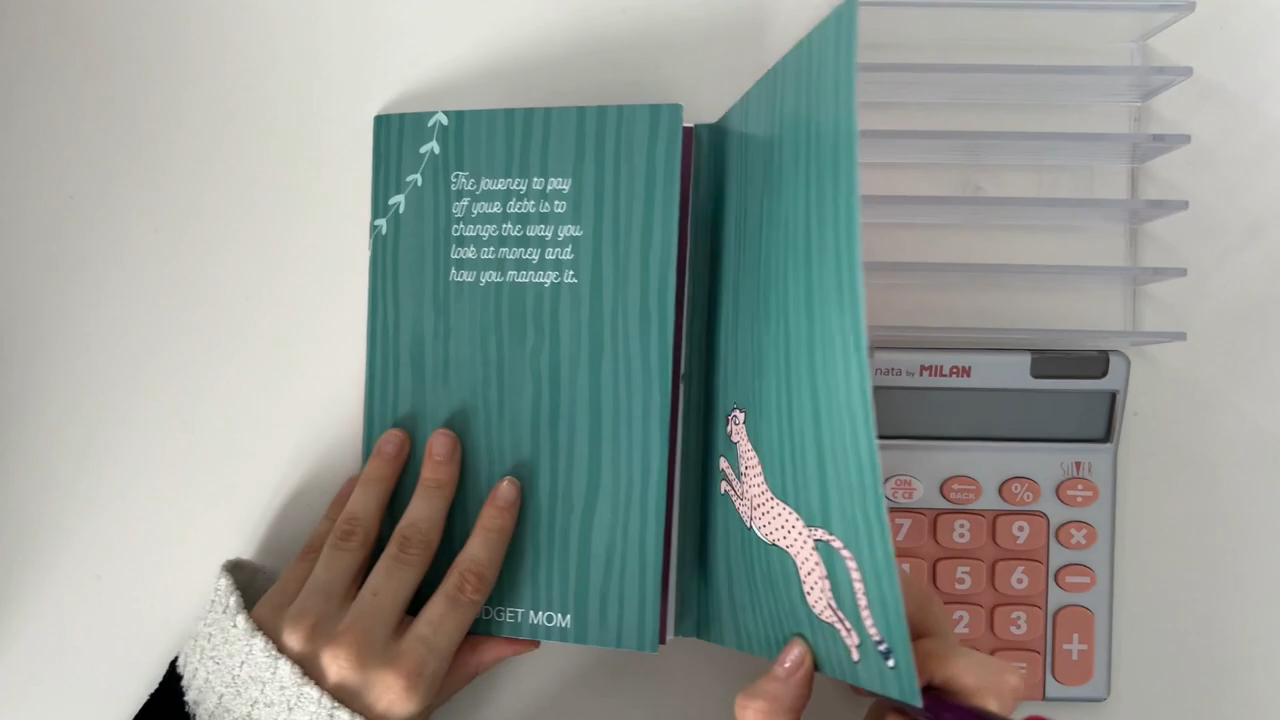 The journey to pay
off your debt is to
change the way you
look at money and
how you manage it.
DGET MOM
nata by MILAN
SILVER
ON
C CE
BACK
%
÷
7
8
9
×
5
6
−
2
3
+
=